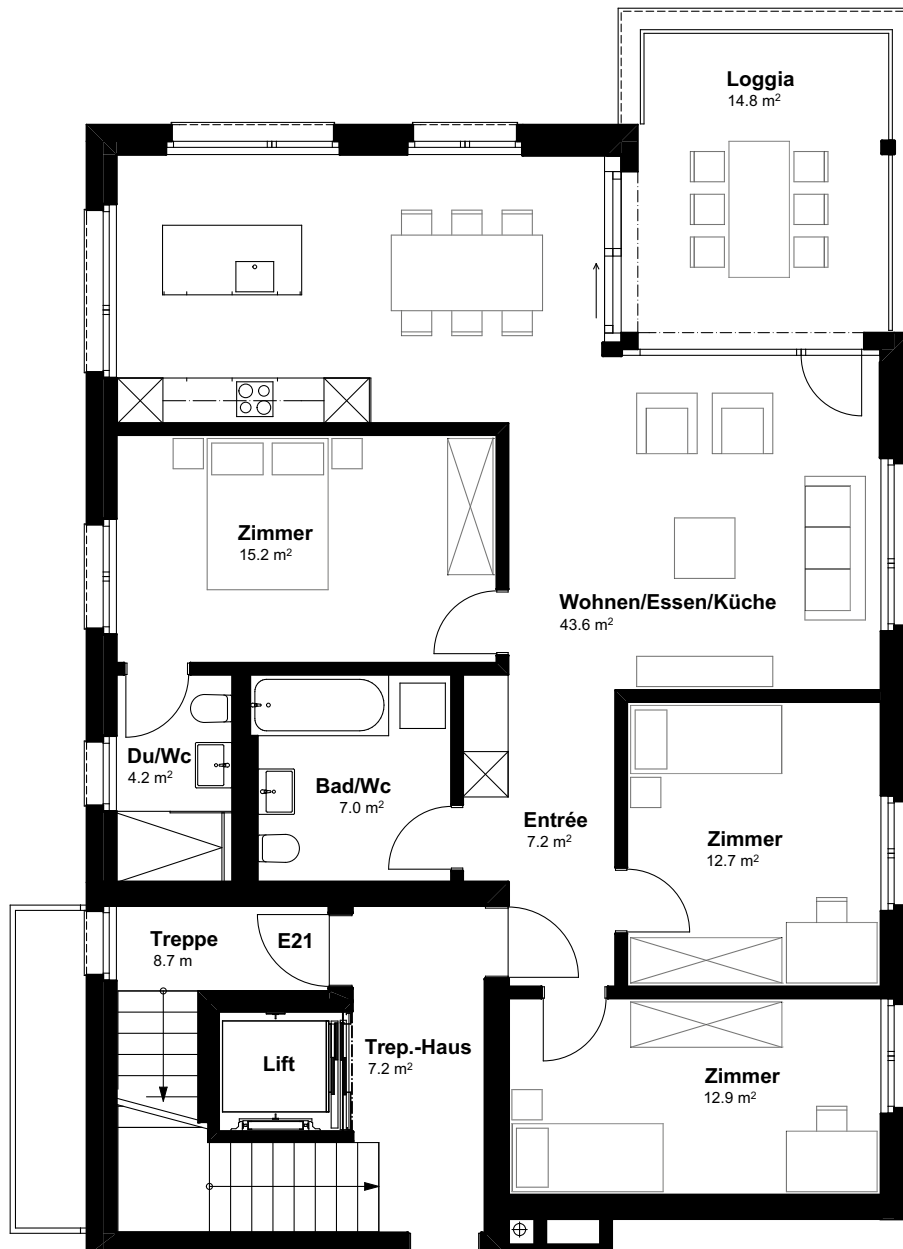 Loggia
14.8 m²
Zimmer
15.2 m²
Wohnen/Essen/Küche
43.6 m²
Du/Wc
4.2 m²
Bad/Wc
7.0 m²
Entrée
7.2 m²
Zimmer
12.7 m²
Treppe
8.7 m
E21
Lift
Trep.-Haus
7.2 m²
Zimmer
12.9 m²